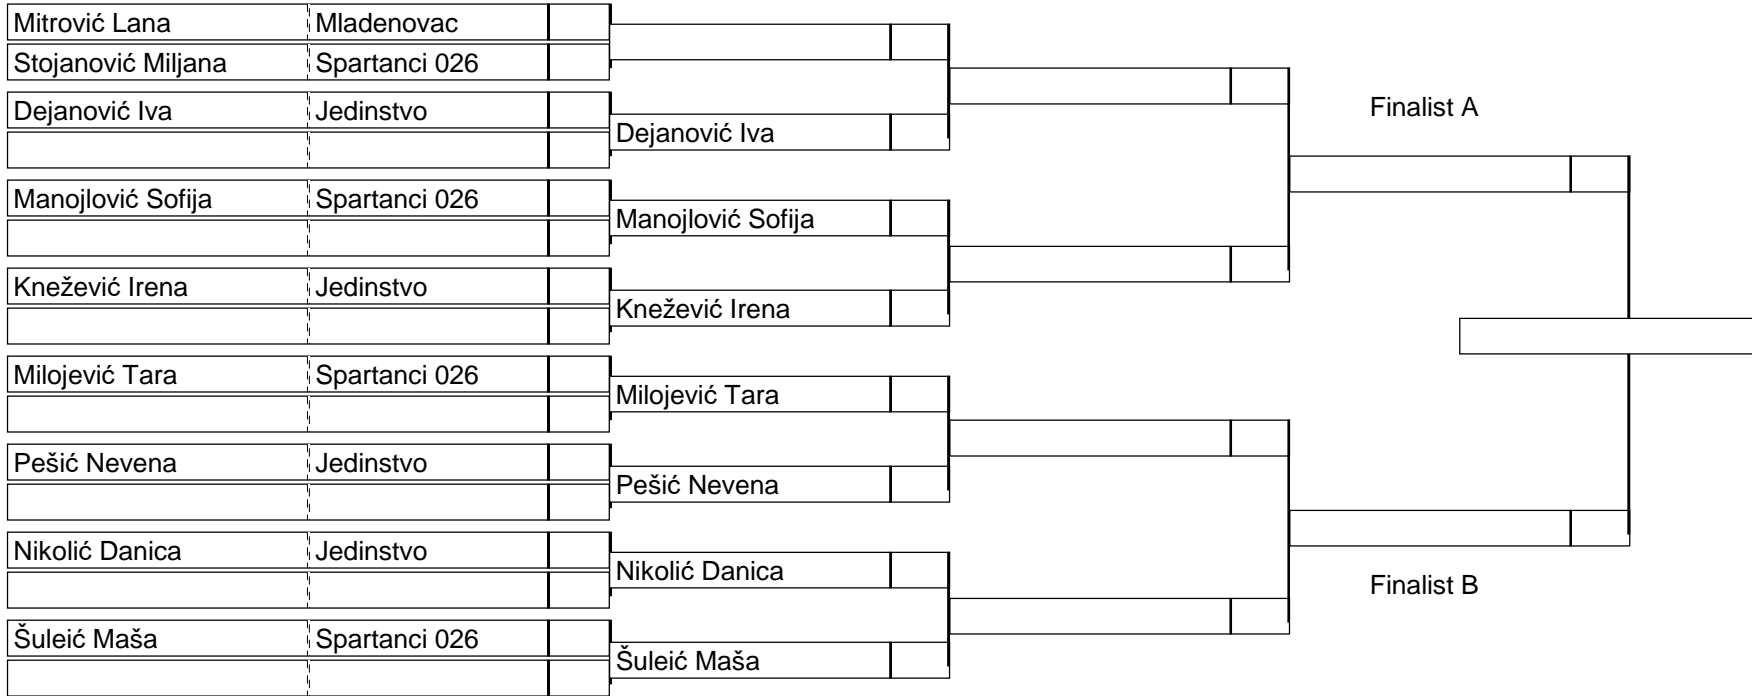 Mitrović Lana Mladenovac
Stojanović Miljana Spartanci 026
Dejanović Iva Jedinstvo
Dejanović Iva
Finalist A
Manojlović Sofija Spartanci 026
Manojlović Sofija
Knežević Irena Jedinstvo
Knežević Irena
Milojević Tara Spartanci 026
Milojević Tara
Pešić Nevena Jedinstvo
Pešić Nevena
Nikolić Danica Jedinstvo
Nikolić Danica
Finalist B
Šuleić Maša Spartanci 026
Šuleić Maša